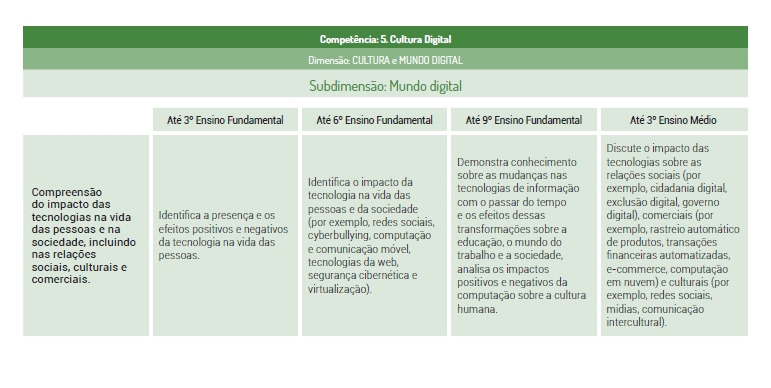 Competência: 5. Cultura Digital
Dimensão: CULTURA e MUNDO DIGITAL
Subdimensão: Mundo digital
Até 3º Ensino Fundamental
Até 6º Ensino Fundamental
Até 9º Ensino Fundamental
Até 3º Ensino Médio
Compreensão
do impacto das
tecnologias na vida
das pessoas e na
sociedade, incluindo
nas relações
sociais, culturais e
comerciais.
Identifica a presença e os
efeitos positivos e negativos
da tecnologia na vida das
pessoas.
Identifica o impacto da
tecnologia na vida das
pessoas e da sociedade
(por exemplo, redes sociais,
cyberbullying, computação
e comunicação móvel,
tecnologias da web,
segurança cibernética e
virtualização).
Demonstra conhecimento
sobre as mudanças nas
tecnologias de informação
com o passar do tempo
e os efeitos dessas
transformações sobre a
educação, o mundo do
trabalho e a sociedade,
analisa os impactos
positivos e negativos da
computação sobre a cultura
humana.
Discute o impacto das
tecnologias sobre as
relações sociais (por
exemplo, cidadania digital,
exclusão digital, governo
digital), comerciais (por
exemplo, rastreio automático
de produtos, transações
financeiras automatizadas,
e-commerce, computação
em nuvem) e culturais (por
exemplo, redes sociais,
mídias, comunicação
intercultural).